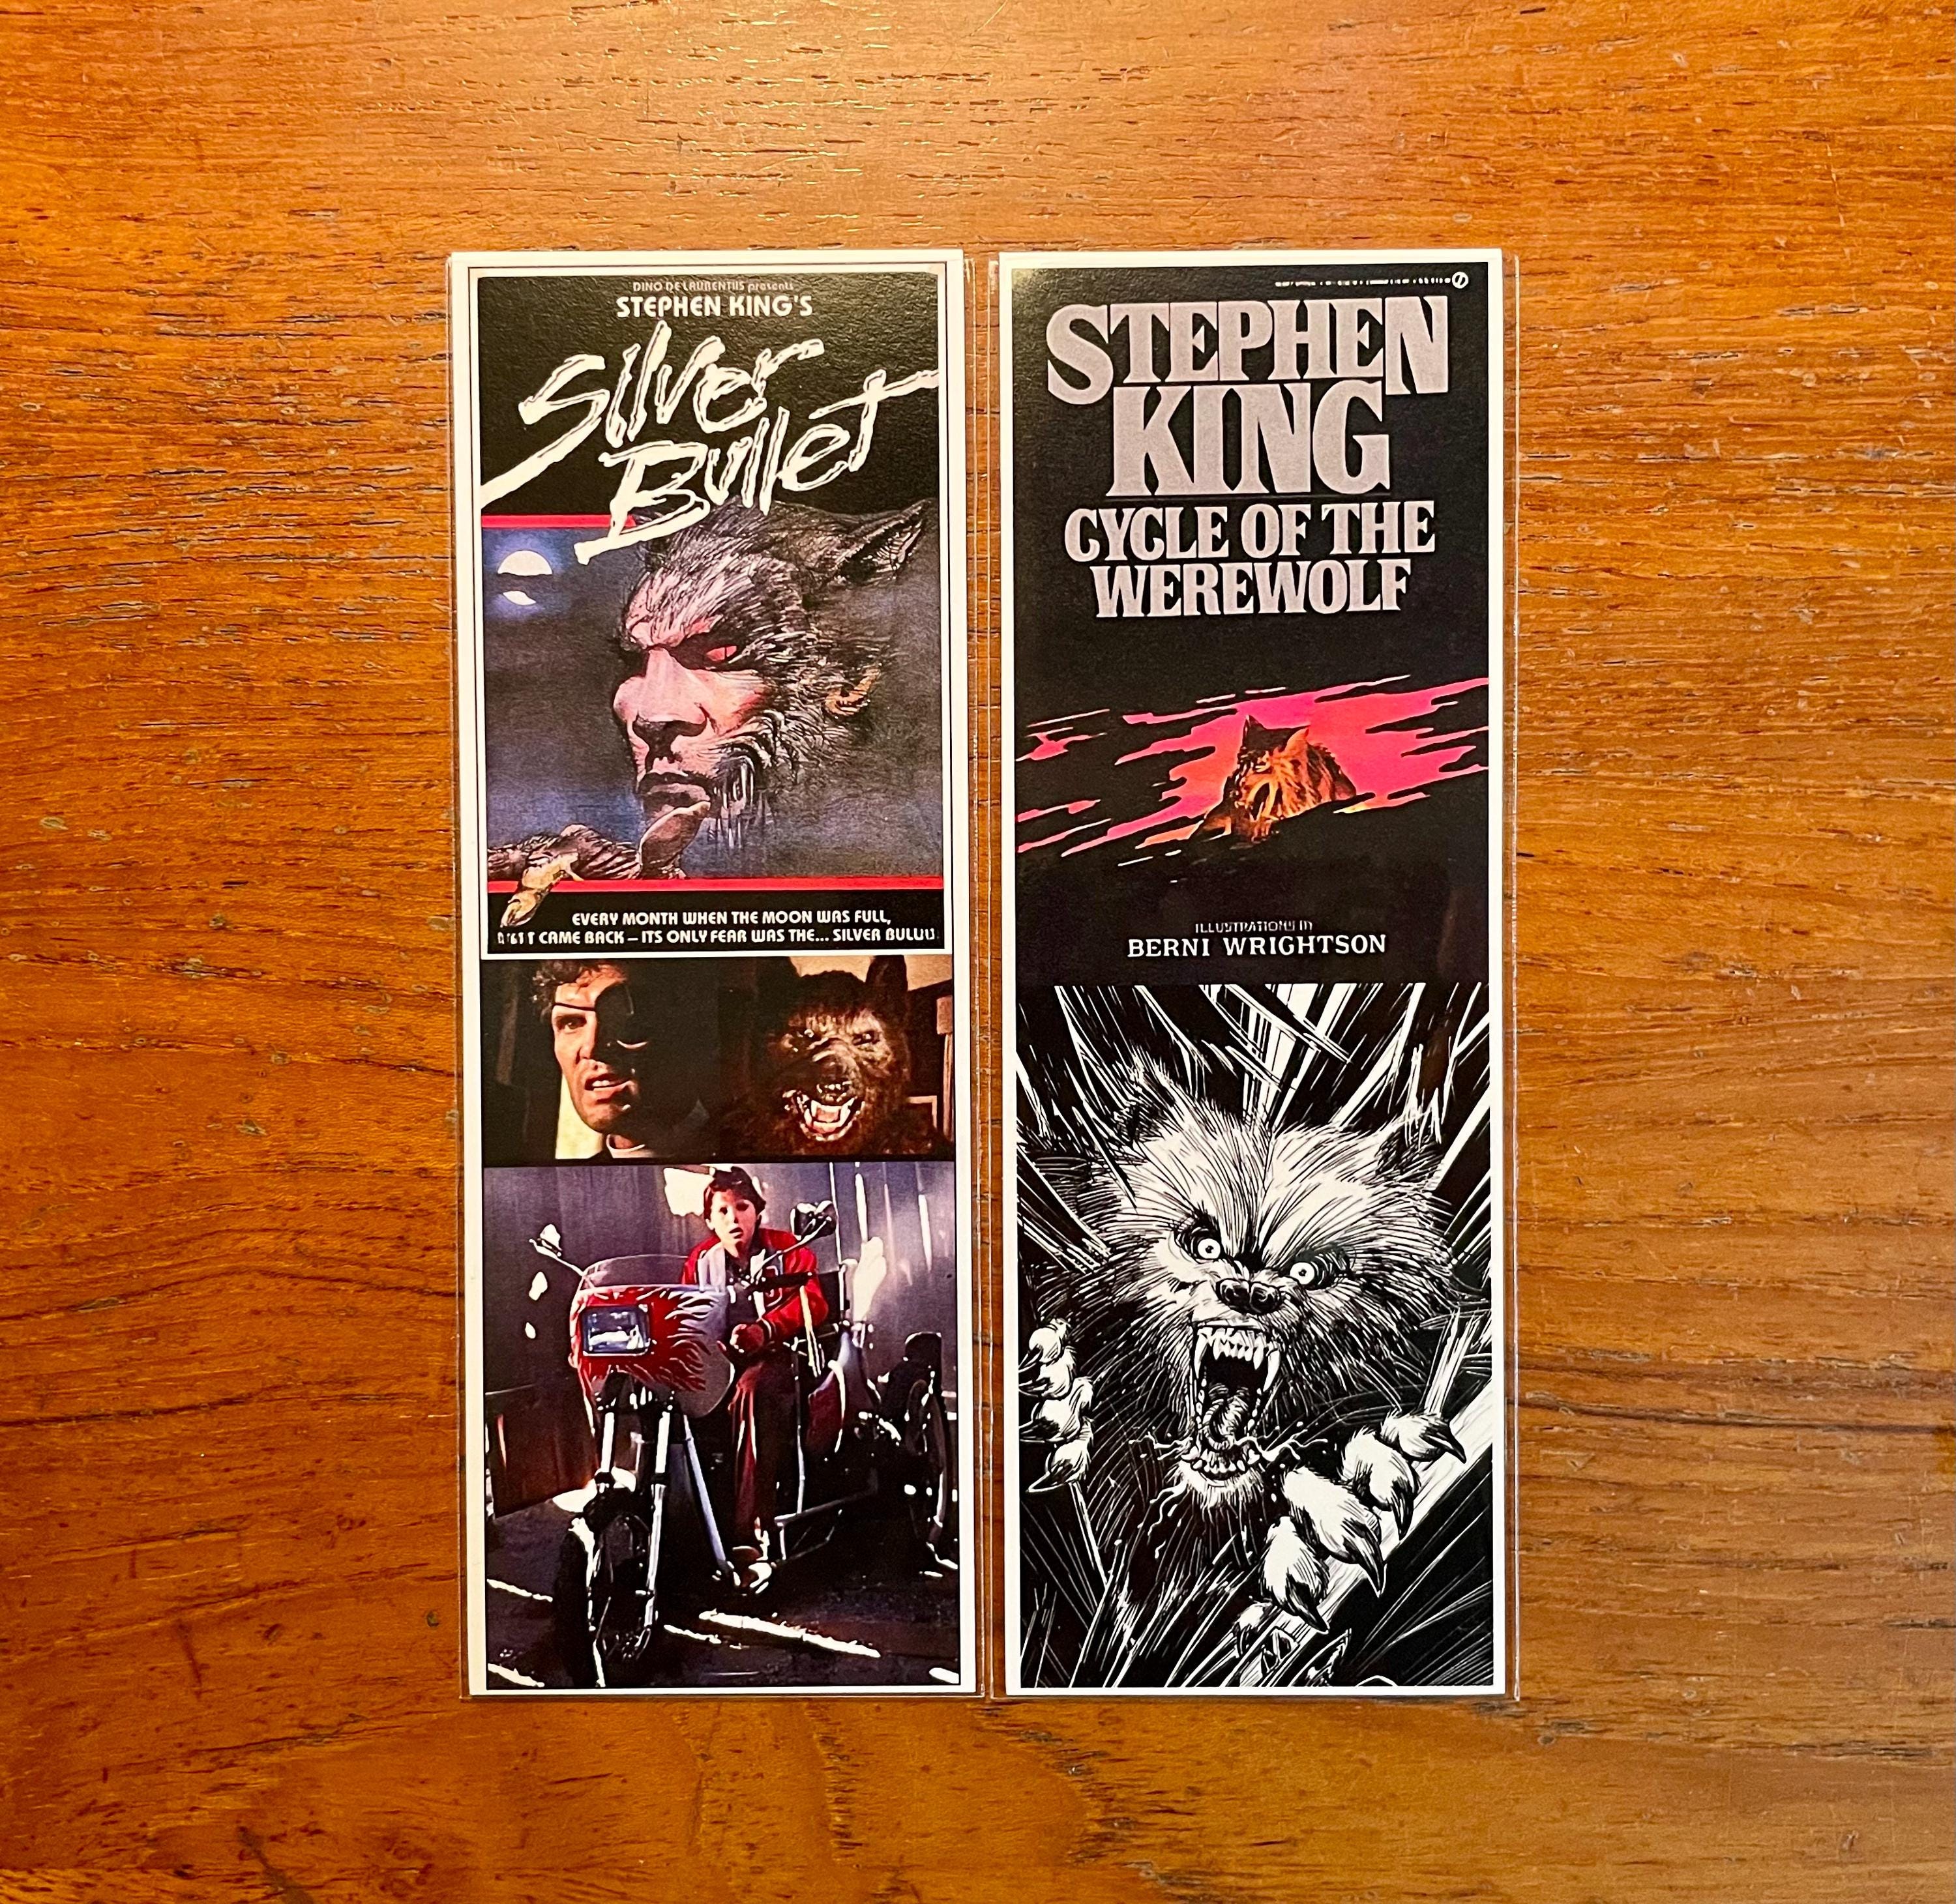 DINO DE LAURENTIIS presents
STEPHEN KING'S
Silver
Bullet
EVERY MONTH WHEN THE MOON WAS FULL,
CAME BACK – ITS ONLY FEAR WAS THE... SILVER
STEPHEN
KING
CYCLE OF THE
WEREWOLF
ILLUSTRATIONS
BERNI WRIGHTSON